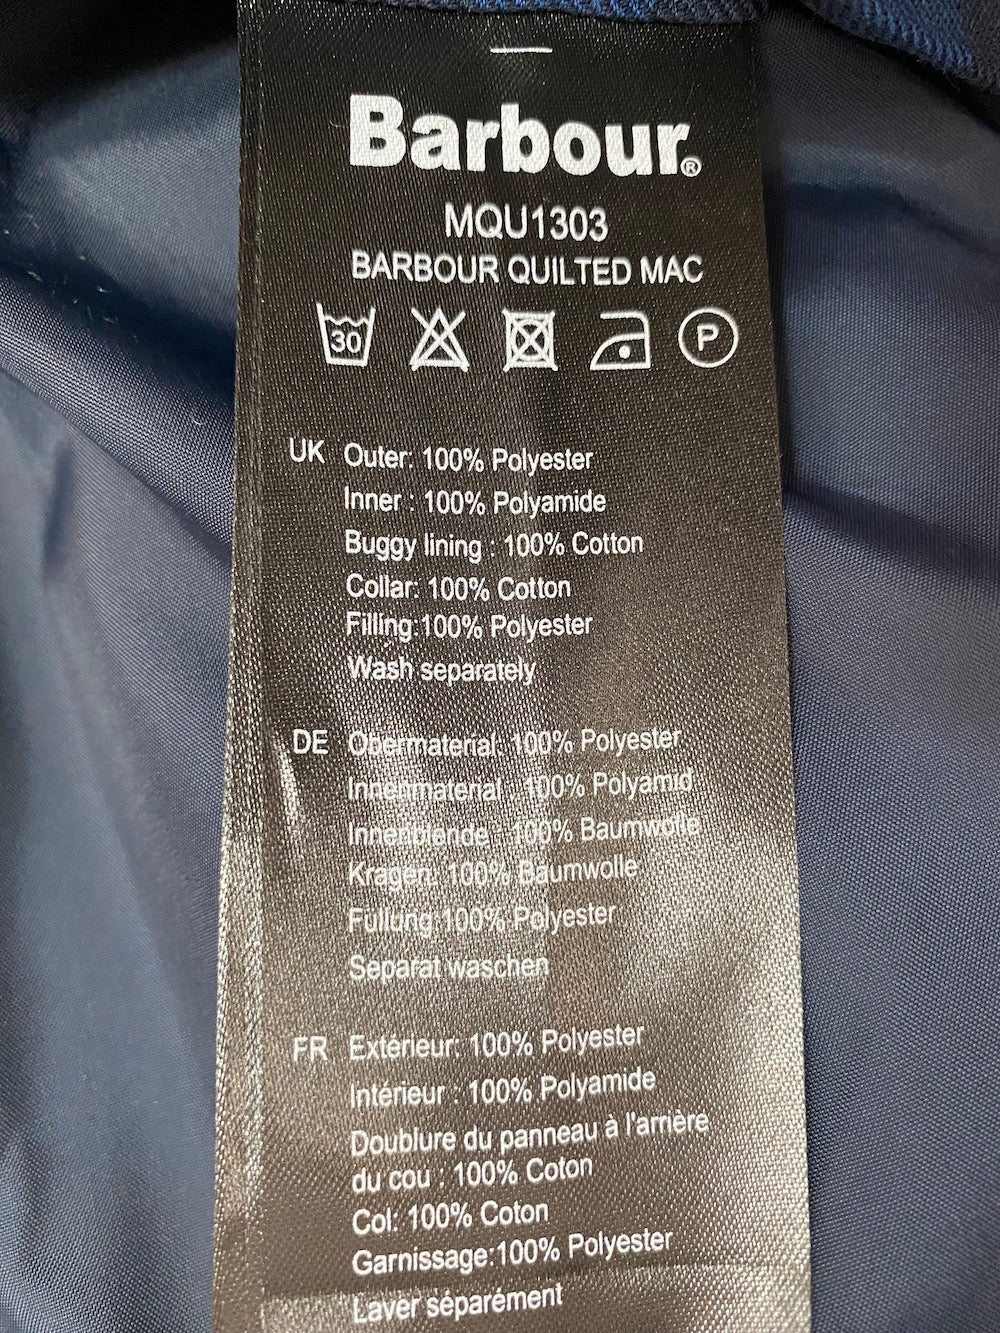 Barbour®
MQU1303
BARBOUR QUILTED MAC
30
P
UK Outer: 100% Polyester
Inner : 100% Polyamide
Buggy lining : 100% Cotton
Collar: 100% Cotton
Filling:100% Polyester
Wash separately
DE Obermaterial: 100% Polyester
Innenmaterial : 100% Polyamid
Innenblende : 100% Baumwolle
Kragen: 100% Baumwolle
Füllung:100% Polyester
Separat waschen
FR Extérieur: 100% Polyester
Intérieur : 100% Polyamide
Doublure du panneau à l'arrière
du cou : 100% Coton
Col: 100% Coton
Garnissage:100% Polyester
Laver séparément